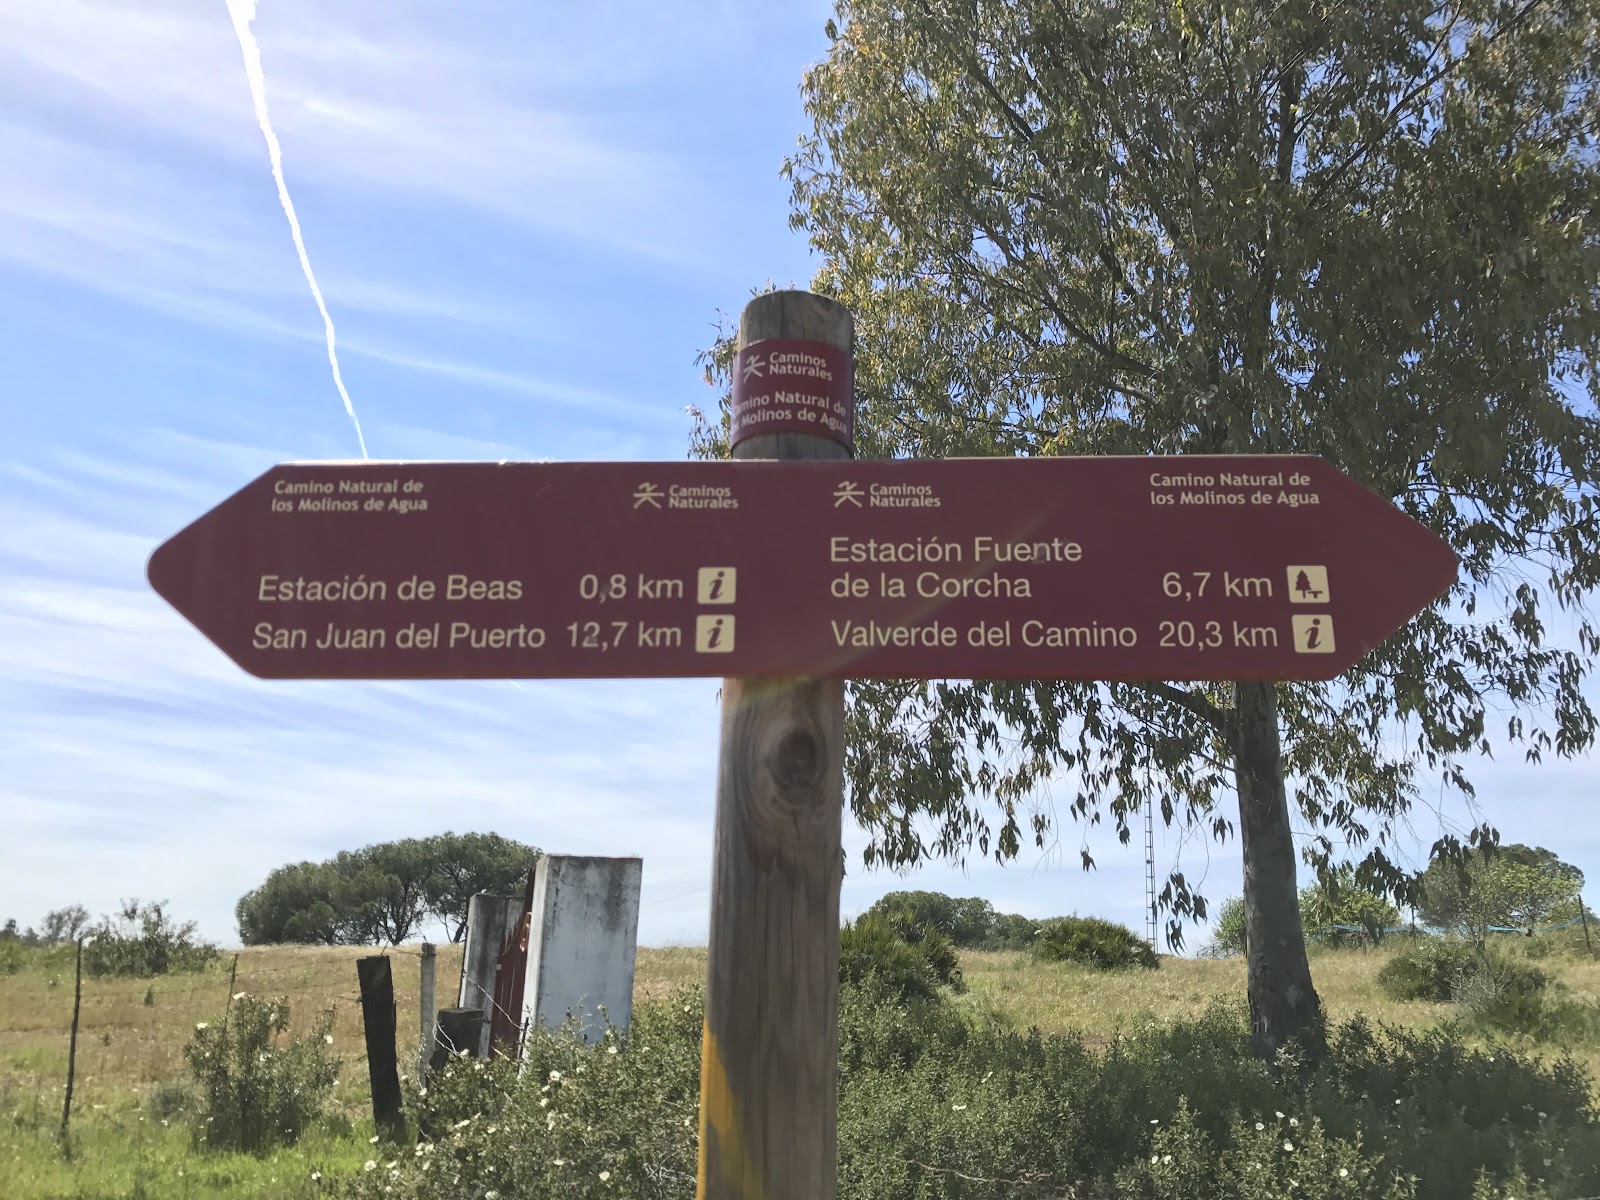 Caminos
Naturales
Camino Natural de
Molinos de Agua
Camino Natural de
los Molinos de Agua
Caminos
Naturales
Estación de Beas 0,8 km i
San Juan del Puerto 12,7 km i
Caminos
Naturales
Camino Natural de
los Molinos de Agua
Estación Fuente
de la Corcha 6,7 km
Valverde del Camino 20,3 km i